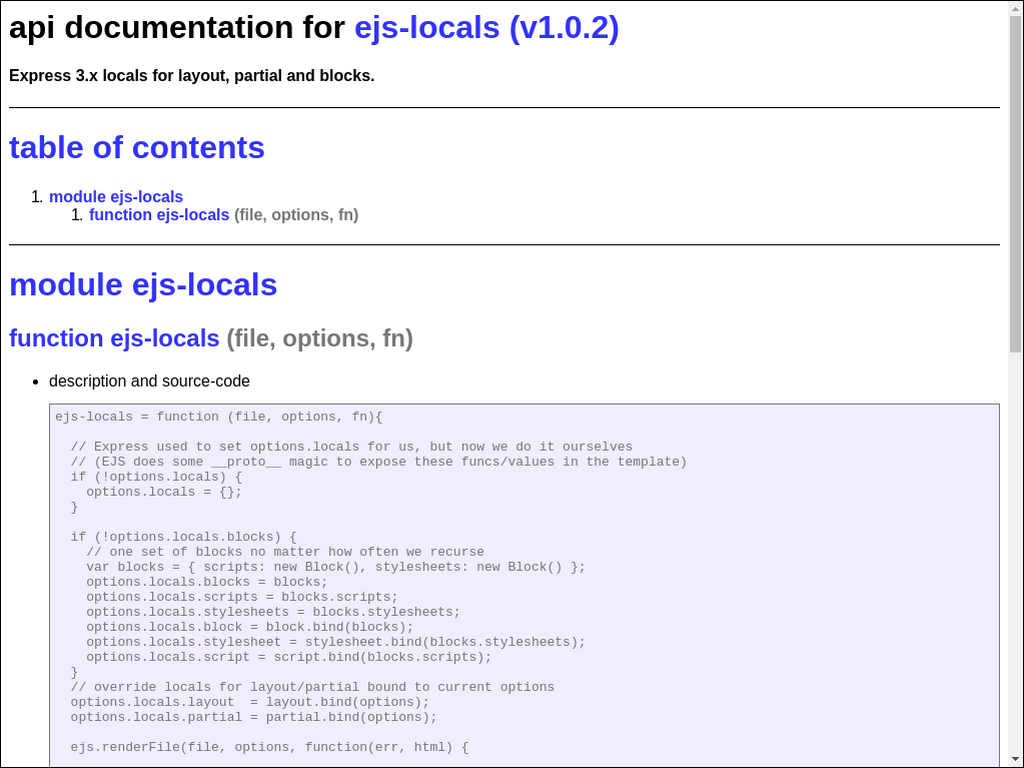 api documentation for ejs-locals (v1.0.2)
Express 3.x locals for layout, partial and blocks.
table of contents
1. module ejs-locals
1. function ejs-locals (file, options, fn)
module ejs-locals
function ejs-locals (file, options, fn)
• description and source-code
ejs-locals = function (file, options, fn){
  // Express used to set options.locals for us, but now we do it ourselves
  // (EJS does some __proto__ magic to expose these funcs/values in the template)
  if (!options.locals) {
    options.locals = {};
  }
  if (!options.locals.blocks) {
    // one set of blocks no matter how often we recurse
    var blocks = { scripts: new Block(), stylesheets: new Block() };
    options.locals.blocks = blocks;
    options.locals.scripts = blocks.scripts;
    options.locals.stylesheets = blocks.stylesheets;
    options.locals.block = block.bind(blocks);
    options.locals.stylesheet = stylesheet.bind(blocks.stylesheets);
    options.locals.script = script.bind(blocks.scripts);
  }
  // override locals for layout/partial bound to current options
  options.locals.layout  = layout.bind(options);
  options.locals.partial = partial.bind(options);
  ejs.renderFile(file, options, function(err, html) {